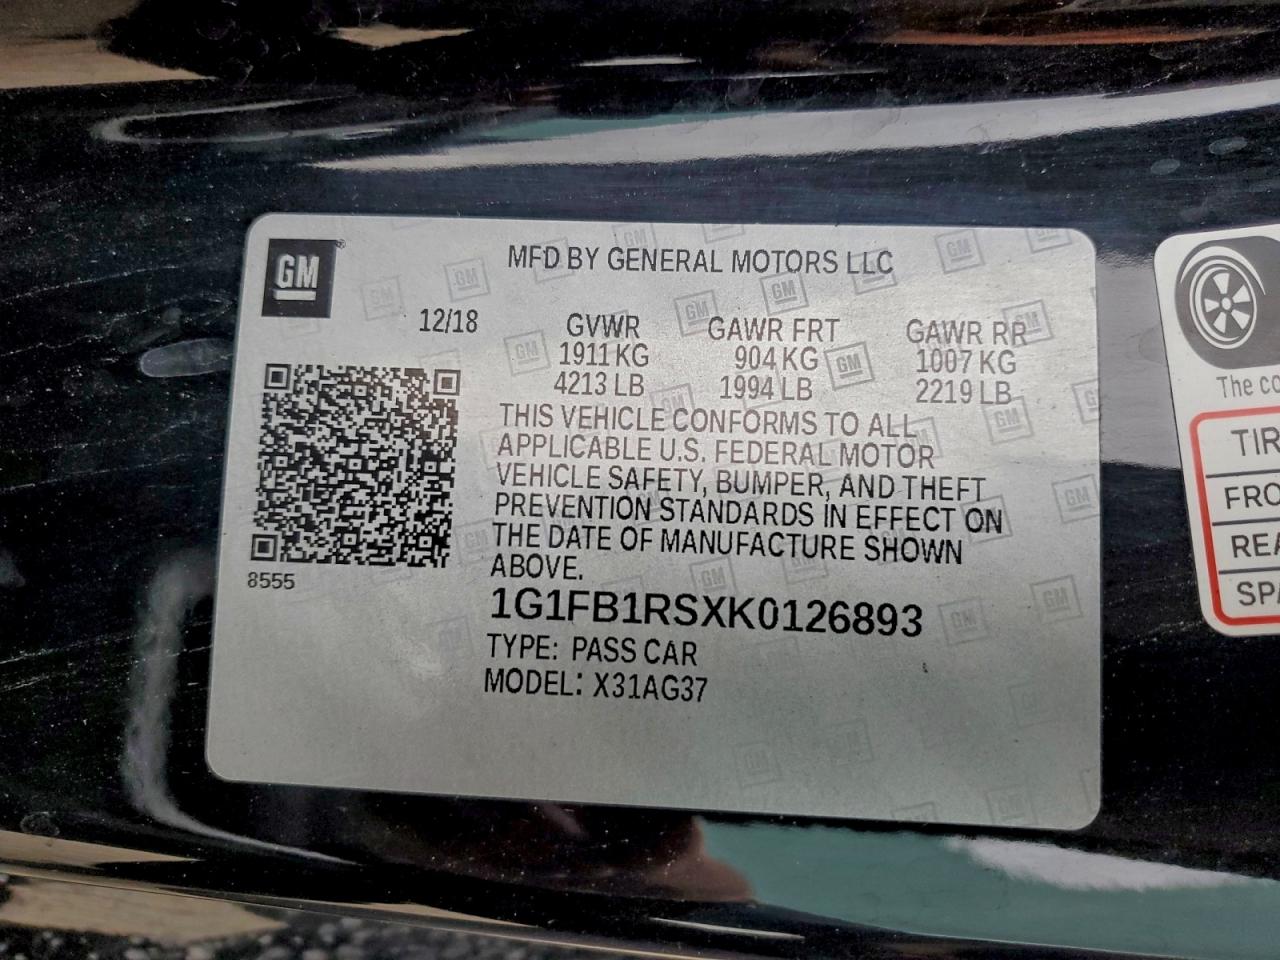 GM
MFD BY GENERAL MOTORS LLC
12/18
GVWR
1911 KG
4213 LB
GAWR FRT
904 KG
1994 LB
GAWR RR
1007 KG
2219 LB
THIS VEHICLE CONFORMS TO ALL
APPLICABLE U.S. FEDERAL MOTOR
VEHICLE SAFETY, BUMPER, AND THEFT
PREVENTION STANDARDS IN EFFECT ON
THE DATE OF MANUFACTURE SHOWN
ABOVE.
8555
1G1FB1RSXK0126893
TYPE: PASS CAR
MODEL: X31AG37
The co
TIR
FRO
REA
SPA